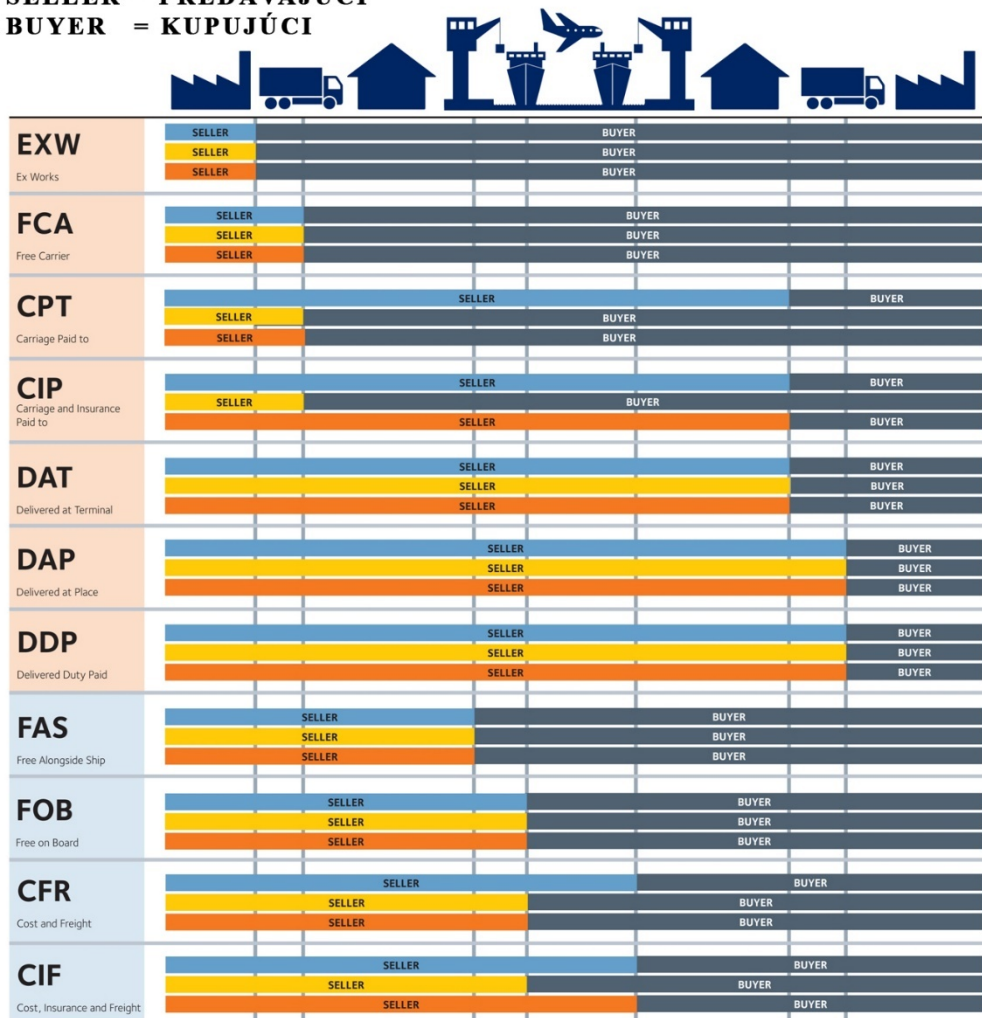 SELLER = PREDÁVAJÚCI
BUYER = KUPUJÚCI
EXW
Ex Works
SELLER BUYER
SELLER BUYER
SELLER BUYER
FCA
Free Carrier
SELLER BUYER
SELLER BUYER
SELLER BUYER
CPT
Carriage Paid to
SELLER BUYER
SELLER BUYER
SELLER BUYER
CIP
Carriage and Insurance
Paid to
SELLER BUYER
SELLER BUYER
SELLER BUYER
DAT
Delivered at Terminal
SELLER BUYER
SELLER BUYER
SELLER BUYER
DAP
Delivered at Place
SELLER BUYER
SELLER BUYER
SELLER BUYER
DDP
Delivered Duty Paid
SELLER BUYER
SELLER BUYER
SELLER BUYER
FAS
Free Alongside Ship
SELLER BUYER
SELLER BUYER
SELLER BUYER
FOB
Free on Board
SELLER BUYER
SELLER BUYER
SELLER BUYER
CFR
Cost and Freight
SELLER BUYER
SELLER BUYER
SELLER BUYER
CIF
Cost, Insurance and Freight
SELLER BUYER
SELLER BUYER
SELLER BUYER